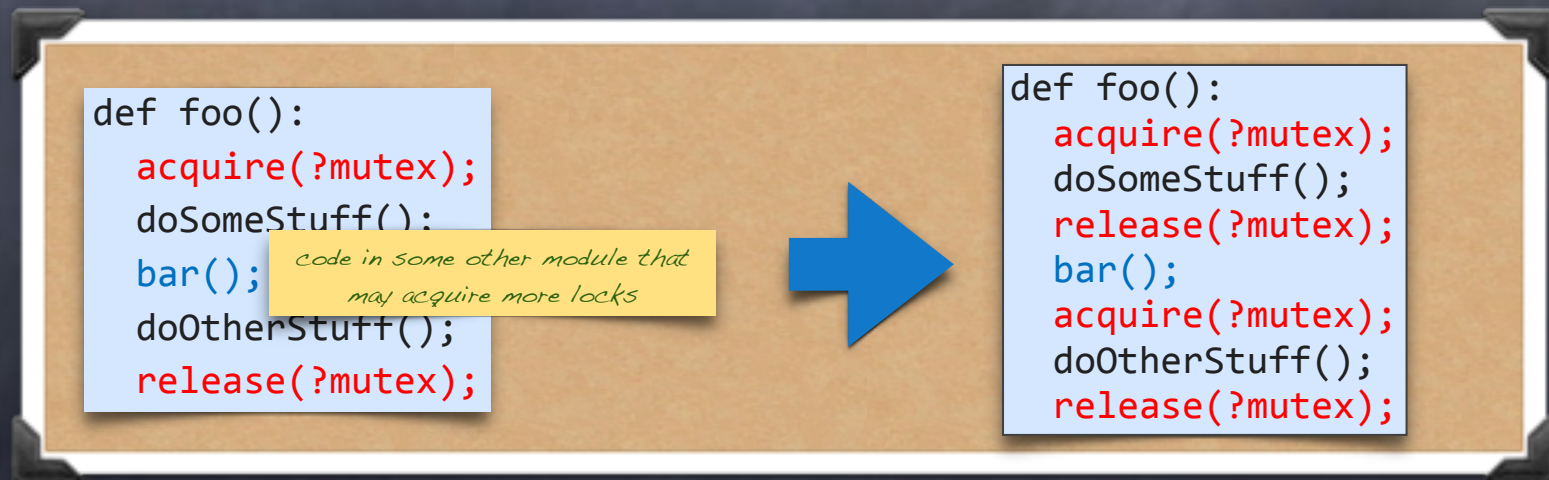 def foo():
acquire(?mutex);
doSomeStuff();
bar();
code in some other module that
may acquire more locks
doOtherStuff();
release(?mutex);
def foo():
acquire(?mutex);
doSomeStuff();
release(?mutex);
bar();
acquire(?mutex);
doOtherStuff();
release(?mutex);